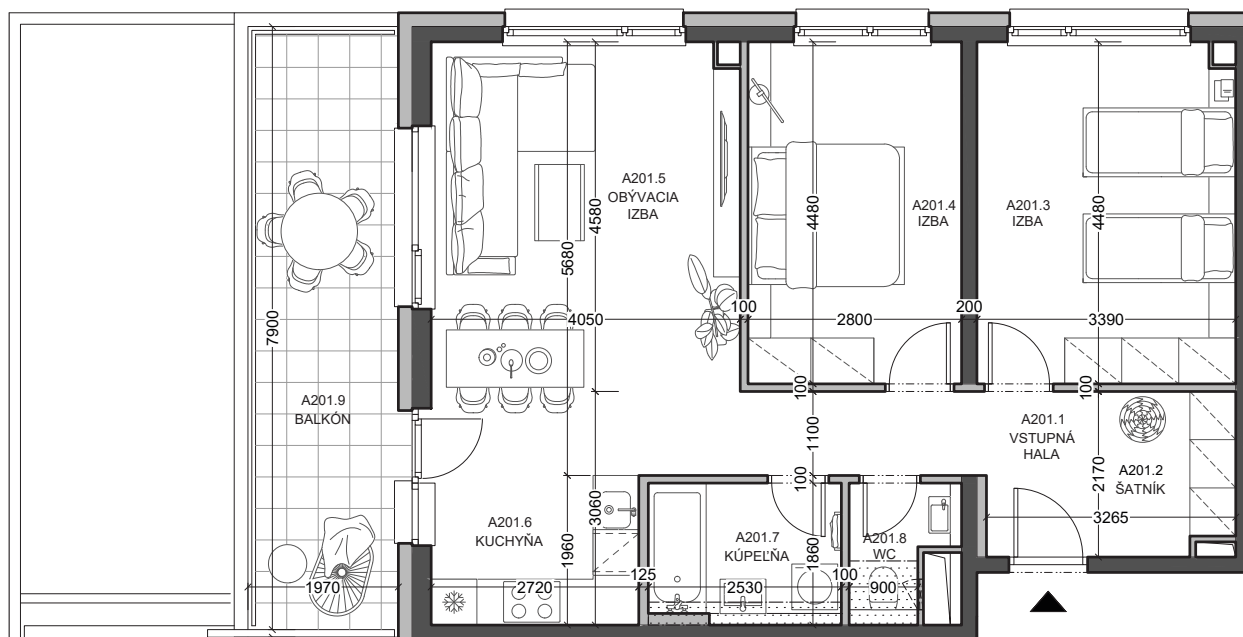 A201.5
OBÝVACIA
IZBA
A201.4
IZBA
A201.3
IZBA
4580
5680
4480
4480
7900
4050
100
2800
200
3390
A201.9
BALKÓN
100
100
1100
A201.1
VSTUPNÁ
HALA
A201.2
ŠATNÍK
2170
3265
100
A201.6
KUCHYŇA
3060
1960
A201.7
KÚPEĽŇA
1860
A201.8
WC
1970
2720
125
2530
100
900